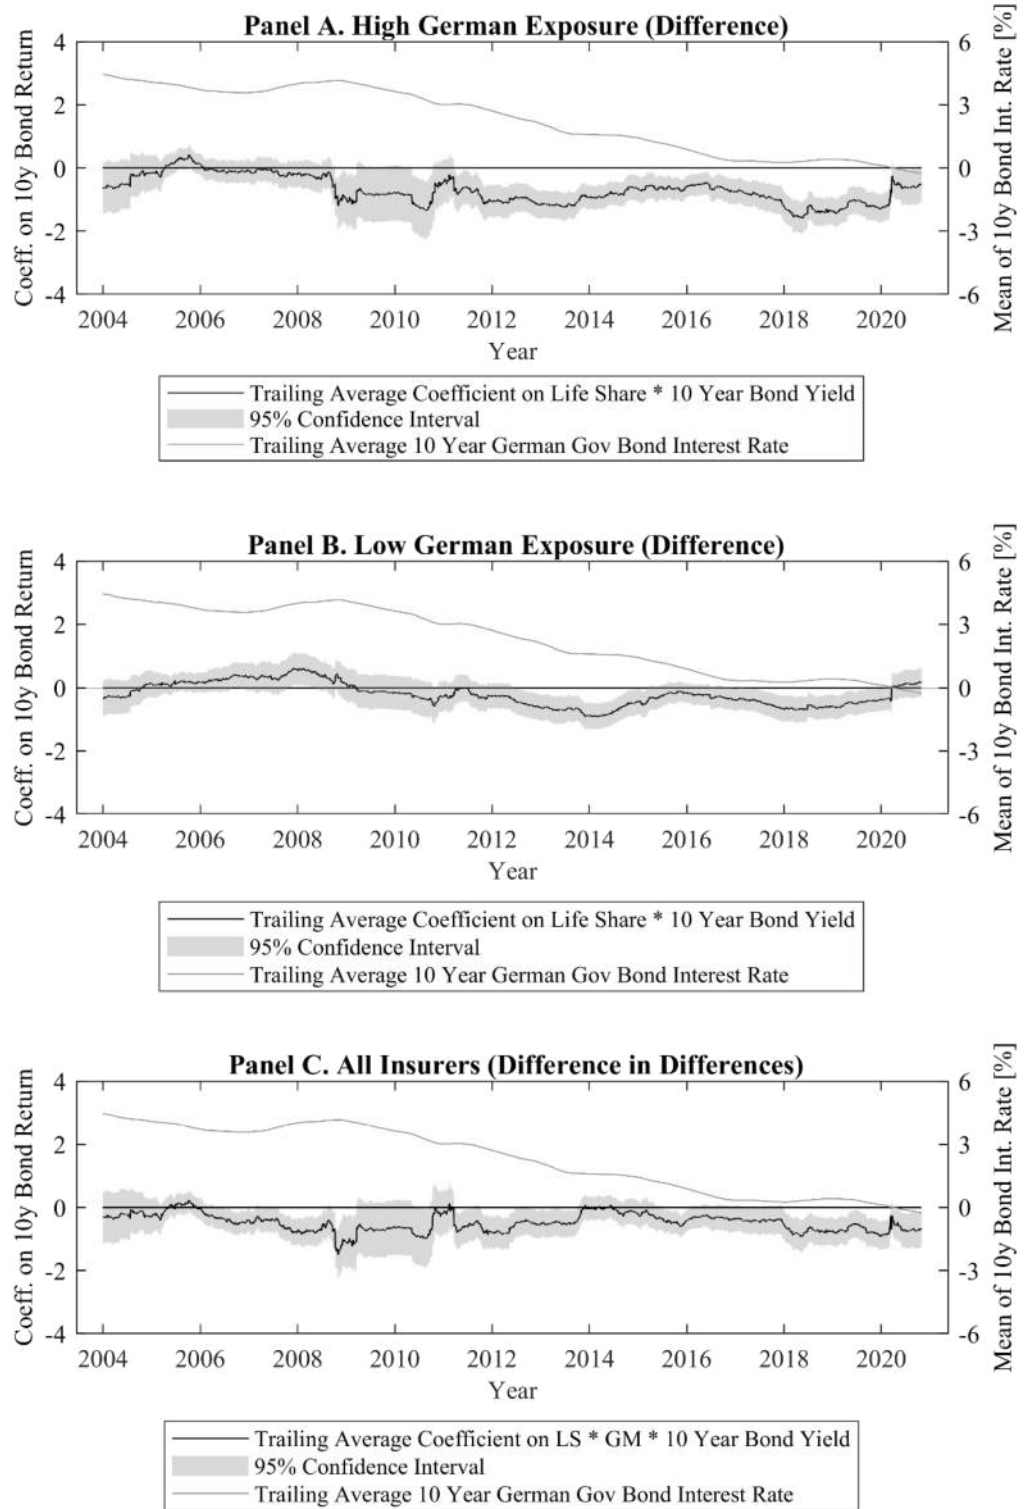 Panel A. High German Exposure (Difference)
Coeff. on 10y Bond Return
4
2
0
-2
-4
6
3
0
-3
-6
Mean of 10y Bond Int. Rate [%]
2004 2006 2008 2010 2012 2014 2016 2018 2020
Year
Trailing Average Coefficient on Life Share * 10 Year Bond Yield
95% Confidence Interval
Trailing Average 10 Year German Gov Bond Interest Rate
Panel B. Low German Exposure (Difference)
Coeff. on 10y Bond Return
4
2
0
-2
-4
6
3
0
-3
-6
Mean of 10y Bond Int. Rate [%]
2004 2006 2008 2010 2012 2014 2016 2018 2020
Year
Trailing Average Coefficient on Life Share * 10 Year Bond Yield
95% Confidence Interval
Trailing Average 10 Year German Gov Bond Interest Rate
Panel C. All Insurers (Difference in Differences)
Coeff. on 10y Bond Return
4
2
0
-2
-4
6
3
0
-3
-6
Mean of 10y Bond Int. Rate [%]
2004 2006 2008 2010 2012 2014 2016 2018 2020
Year
Trailing Average Coefficient on LS * GM * 10 Year Bond Yield
95% Confidence Interval
Trailing Average 10 Year German Gov Bond Interest Rate